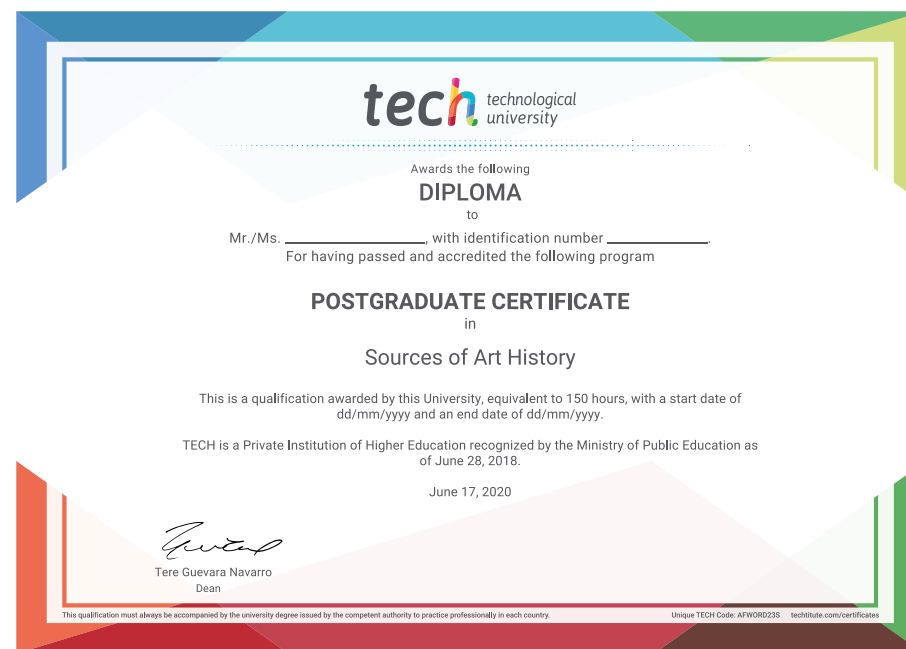 tech technological
university
Awards the following
DIPLOMA
to
Mr./Ms. ____________________, with identification number ______________.
For having passed and accredited the following program
POSTGRADUATE CERTIFICATE
in
Sources of Art History
This is a qualification awarded by this University, equivalent to 150 hours, with a start date of
dd/mm/yyyy and an end date of dd/mm/yyyy.
TECH is a Private Institution of Higher Education recognized by the Ministry of Public Education as
of June 28, 2018.
June 17, 2020
Tere Guevara Navarro
Dean
This qualification must always be accompanied by the university degree issued by the competent authority to practice professionally in each country.
Unique TECH Code: AFWORD23S techtitute.com/certificates